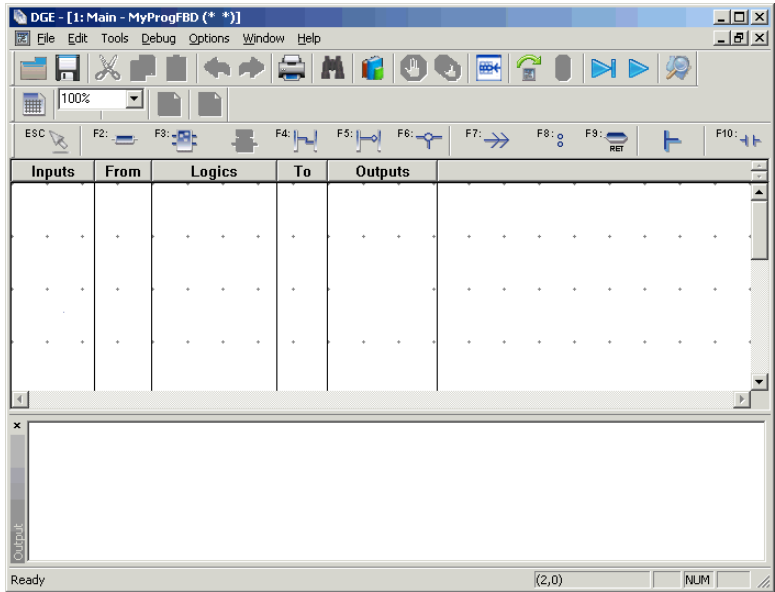 DGE - [1: Main - MyProgFBD (* *)]
File Edit Tools Debug Options Window Help
100%
ESC F2: F3: F4: F5: F6: F7: F8: F9: RET F10:
Inputs From Logics To Outputs
Output
Ready (2,0) NUM